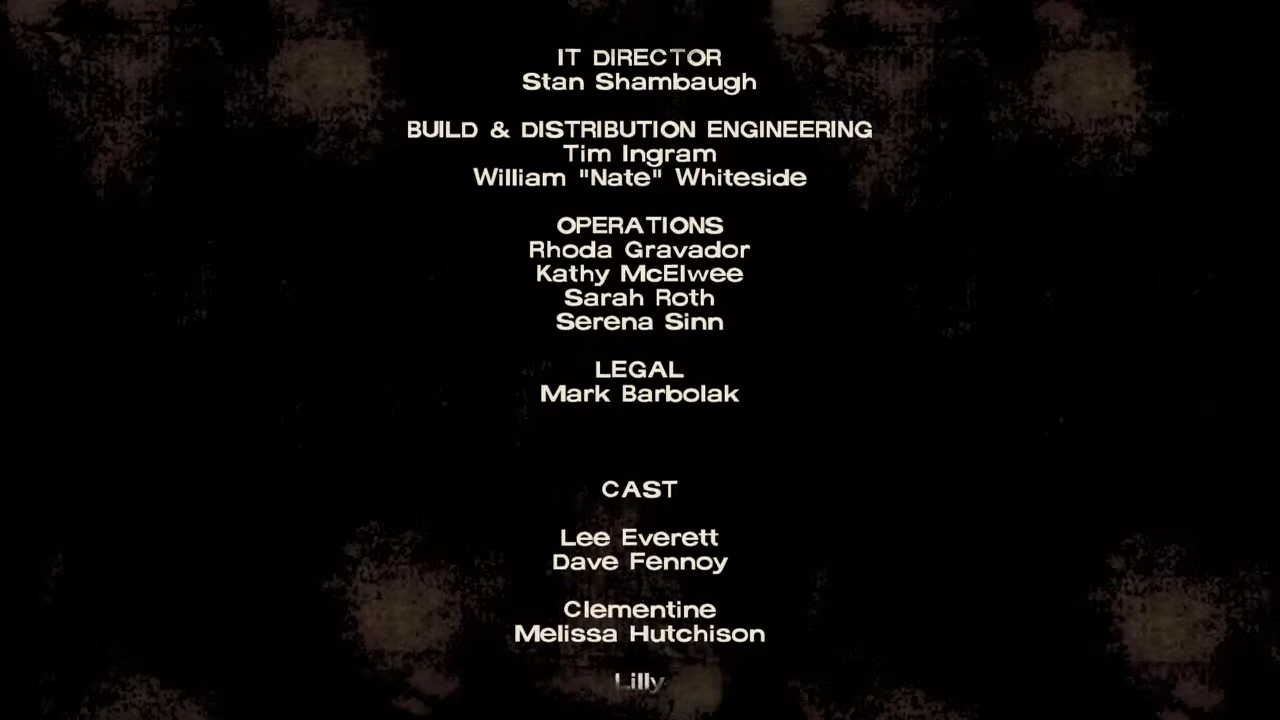 IT DIRECTOR
Stan Shambaugh
BUILD & DISTRIBUTION ENGINEERING
Tim Ingram
William "Nate" Whiteside
OPERATIONS
Rhoda Gravador
Kathy McElwee
Sarah Roth
Serena Sinn
LEGAL
Mark Barbolak
CAST
Lee Everett
Dave Fennoy
Clementine
Melissa Hutchison
Lilly